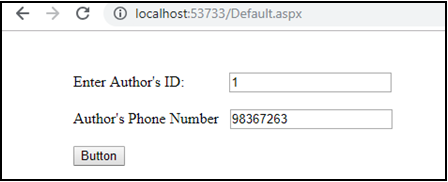 localhost:53733/Default.aspx
Enter Author's ID: 1
Author's Phone Number 98367263
Button